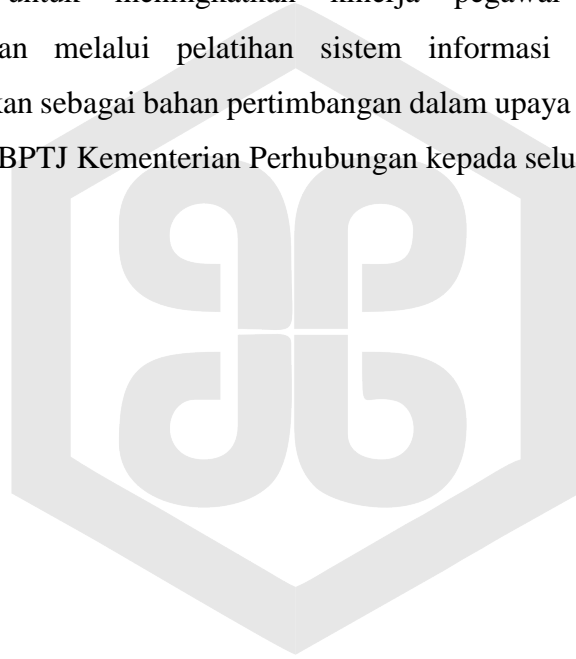 untuk meningkatkan kinerja pegawai
an melalui pelatihan sistem informasi
kan sebagai bahan pertimbangan dalam upaya
BPTJ Kementerian Perhubungan kepada selu